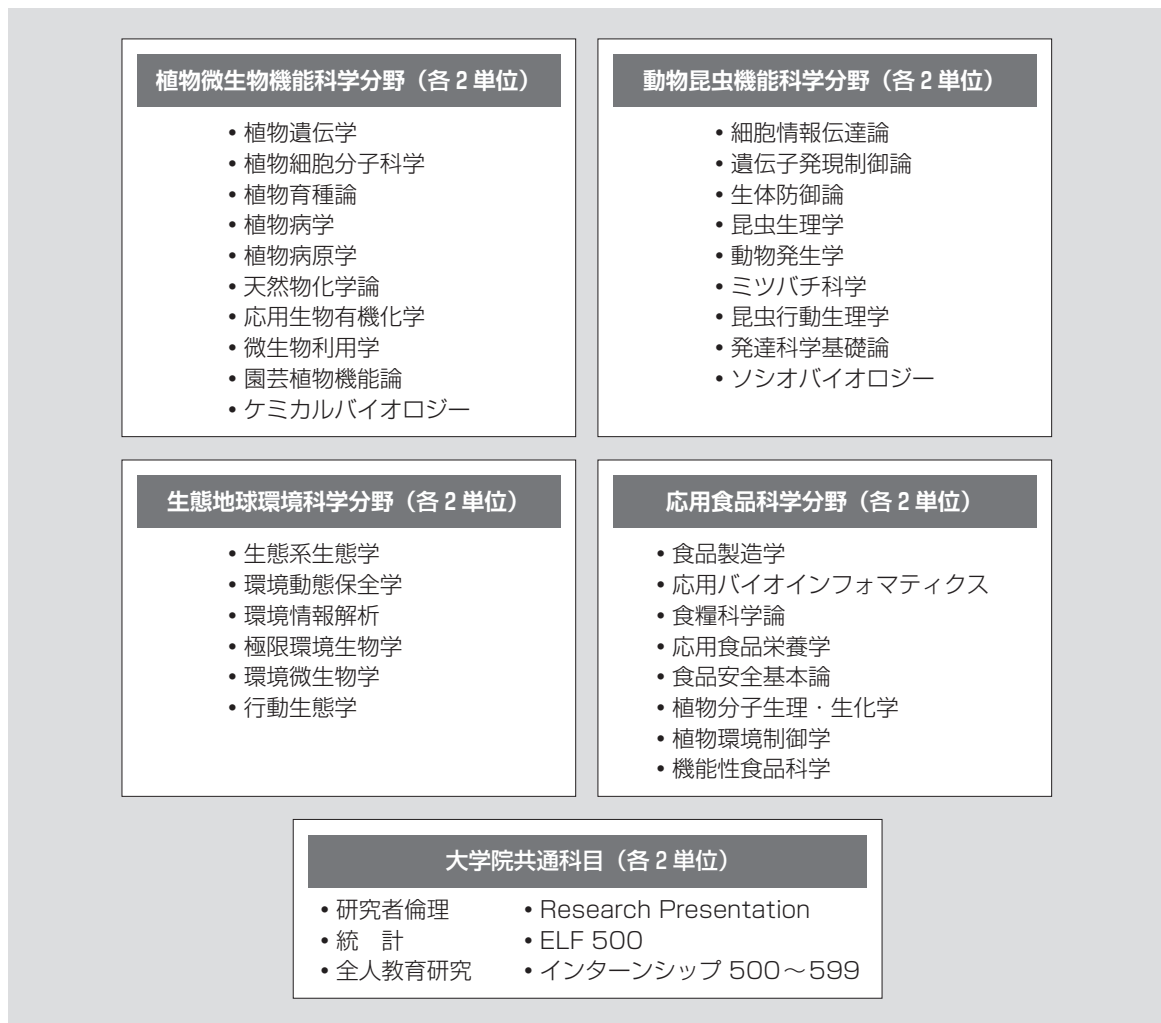 植物微生物機能科学分野（各2単位）
• 植物遺伝学
• 植物細胞分子科学
• 植物育種論
• 植物病学
• 植物病原学
• 天然物化学論
• 応用生物有機化学
• 微生物利用学
• 園芸植物機能論
• ケミカルバイオロジー
動物昆虫機能科学分野（各2単位）
• 細胞情報伝達論
• 遺伝子発現制御論
• 生体防御論
• 昆虫生理学
• 動物発生学
• ミツバチ科学
• 昆虫行動生理学
• 発達科学基礎論
• ソシオバイオロジー
生態地球環境科学分野（各2単位）
• 生態系生態学
• 環境動態保全学
• 環境情報解析
• 極限環境生物学
• 環境微生物学
• 行動生態学
応用食品科学分野（各2単位）
• 食品製造学
• 応用バイオインフォマティクス
• 食糧科学論
• 応用食品栄養学
• 食品安全基本論
• 植物分子生理・生化学
• 植物環境制御学
• 機能性食品科学
大学院共通科目（各2単位）
• 研究者倫理
• 統　計
• 全人教育研究
• Research Presentation
• ELF 500
• インターンシップ 500～599